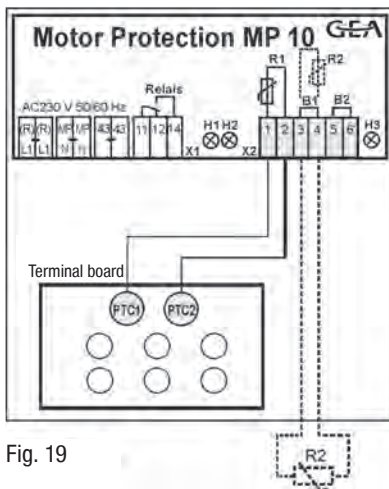 Motor Protection MP 10 GEA
R1 R2
Relais
AC230 V 50/60 Hz
B1 B2
(R) (R) MP MP 43 43 11 12 14 H1 H2 1 2 3 4 5 6 H3
L1 L1 N N X1 X2
Terminal board
PTC1 PTC2
Fig. 19
R2